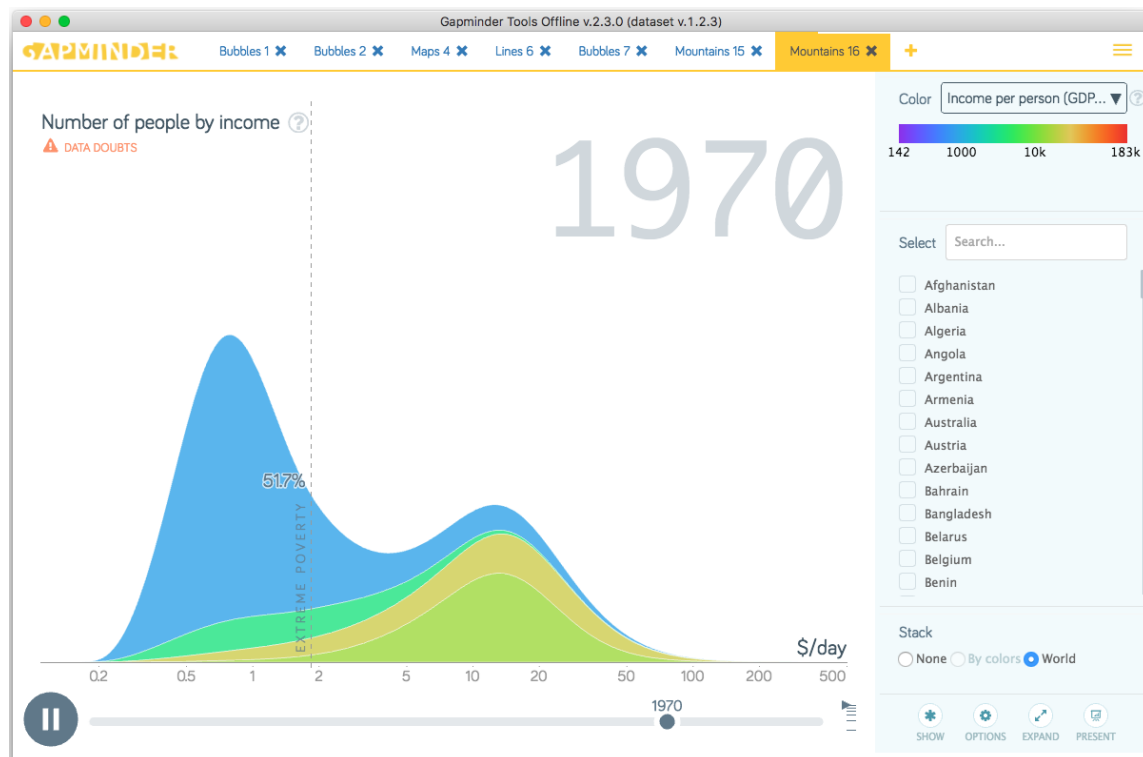 Gapminder Tools Offline v.2.3.0 (dataset v.1.2.3)
GAPMINDER Bubbles 1 ✖ Bubbles 2 ✖ Maps 4 ✖ Lines 6 ✖ Bubbles 7 ✖ Mountains 15 ✖ Mountains 16 ✖ +
Number of people by income ?
DATA DOUBTS
1970
51.7%
EXTREME POVERTY
$/day
0.2 0.5 1 2 5 10 20 50 100 200 500
1970
Color Income per person (GDP... ▼ ?
142 1000 10k 183k
Select Search...
Afghanistan
Albania
Algeria
Angola
Argentina
Armenia
Australia
Austria
Azerbaijan
Bahrain
Bangladesh
Belarus
Belgium
Benin
Stack
None By colors World
SHOW OPTIONS EXPAND PRESENT